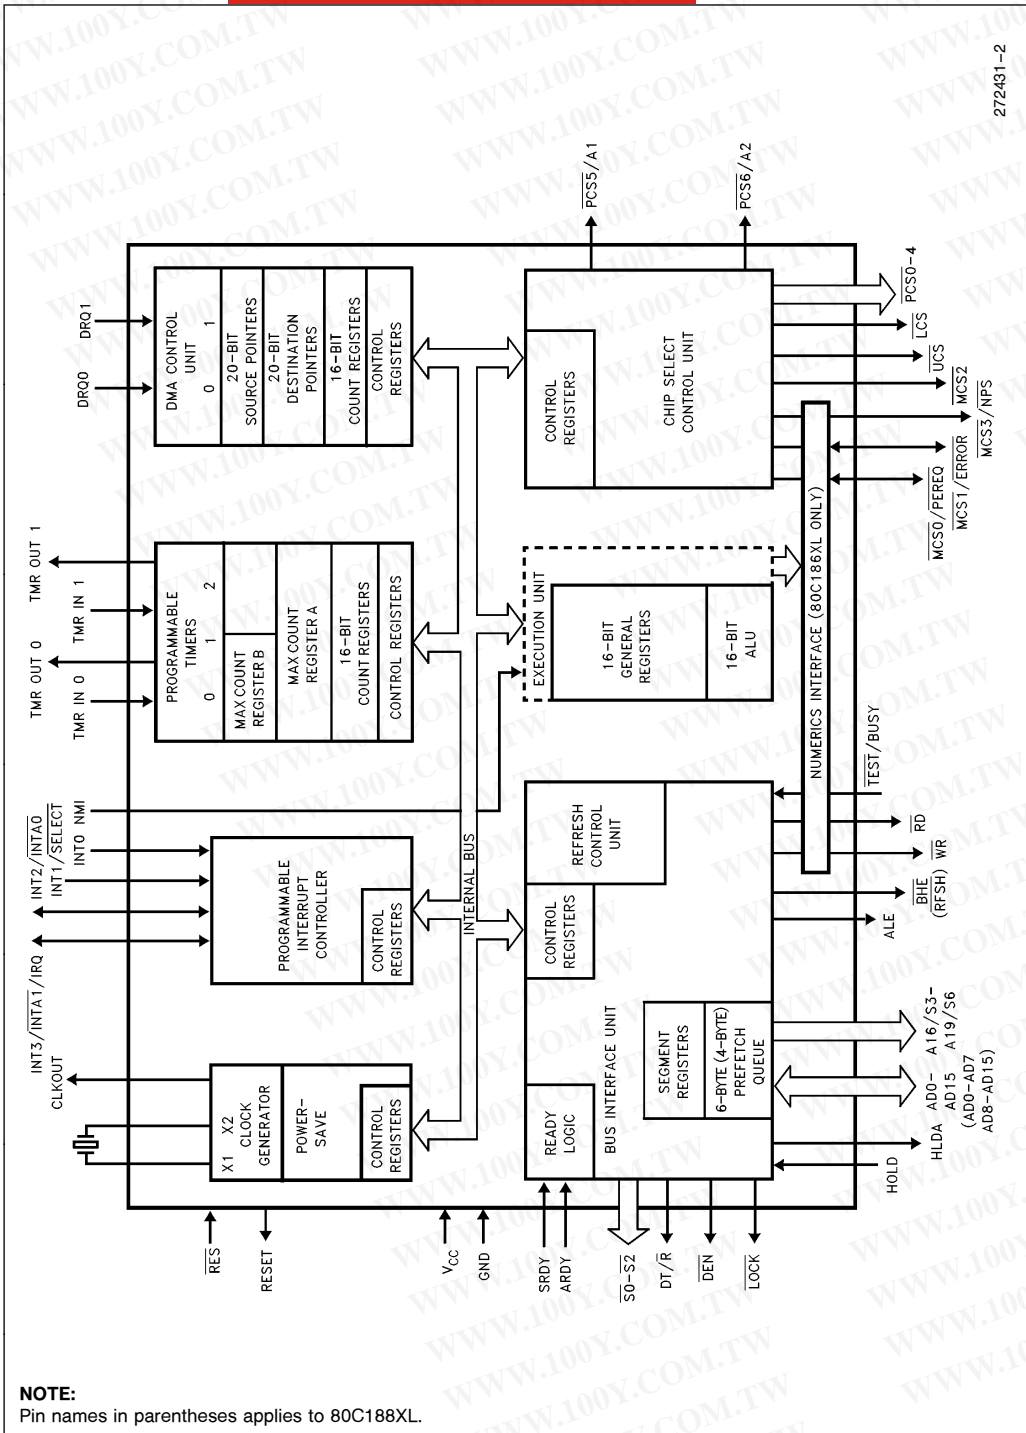 272431-2
INT3/INTA1/IRQ
INT2/INTA0
INT1/SELECT
INT0
NMI
TMR OUT 0
TMR IN 0
TMR OUT 1
TMR IN 1
DRQ0
DRQ1
CLKOUT
X1 X2
CLOCK
GENERATOR
POWER-
SAVE
CONTROL
REGISTERS
PROGRAMMABLE
INTERRUPT
CONTROLLER
CONTROL
REGISTERS
PROGRAMMABLE
TIMERS
0 1 2
MAX COUNT
REGISTER B
MAX COUNT
REGISTER A
16-BIT
COUNT REGISTERS
CONTROL REGISTERS
DMA CONTROL
UNIT
0 1
20-BIT
SOURCE POINTERS
20-BIT
DESTINATION
POINTERS
16-BIT
COUNT REGISTERS
CONTROL
REGISTERS
RES
RESET
VCC
GND
INTERNAL BUS
SRDY
ARDY
S0-S2
DT/R
DEN
LOCK
READY
LOGIC
BUS INTERFACE UNIT
CONTROL
REGISTERS
REFRESH
CONTROL
UNIT
SEGMENT
REGISTERS
6-BYTE (4-BYTE)
PREFETCH
QUEUE
EXECUTION UNIT
16-BIT
GENERAL
REGISTERS
16-BIT
ALU
CONTROL
REGISTERS
CHIP SELECT
CONTROL UNIT
PCS5/A1
PCS6/A2
NUMERICS INTERFACE (80C186XL ONLY)
HOLD
HLDA
AD0-
AD15
(AD0-AD7
AD8-AD15)
A16/S3-
A19/S6
ALE
BHE
(RFSH)
WR
RD
TEST/BUSY
MCS0/PEREQ
MCS1/ERROR
MCS3/NPS
MCS2
UCS
LCS
PCS0-4
NOTE:
Pin names in parentheses applies to 80C188XL.
WWW.100Y.COM.TW